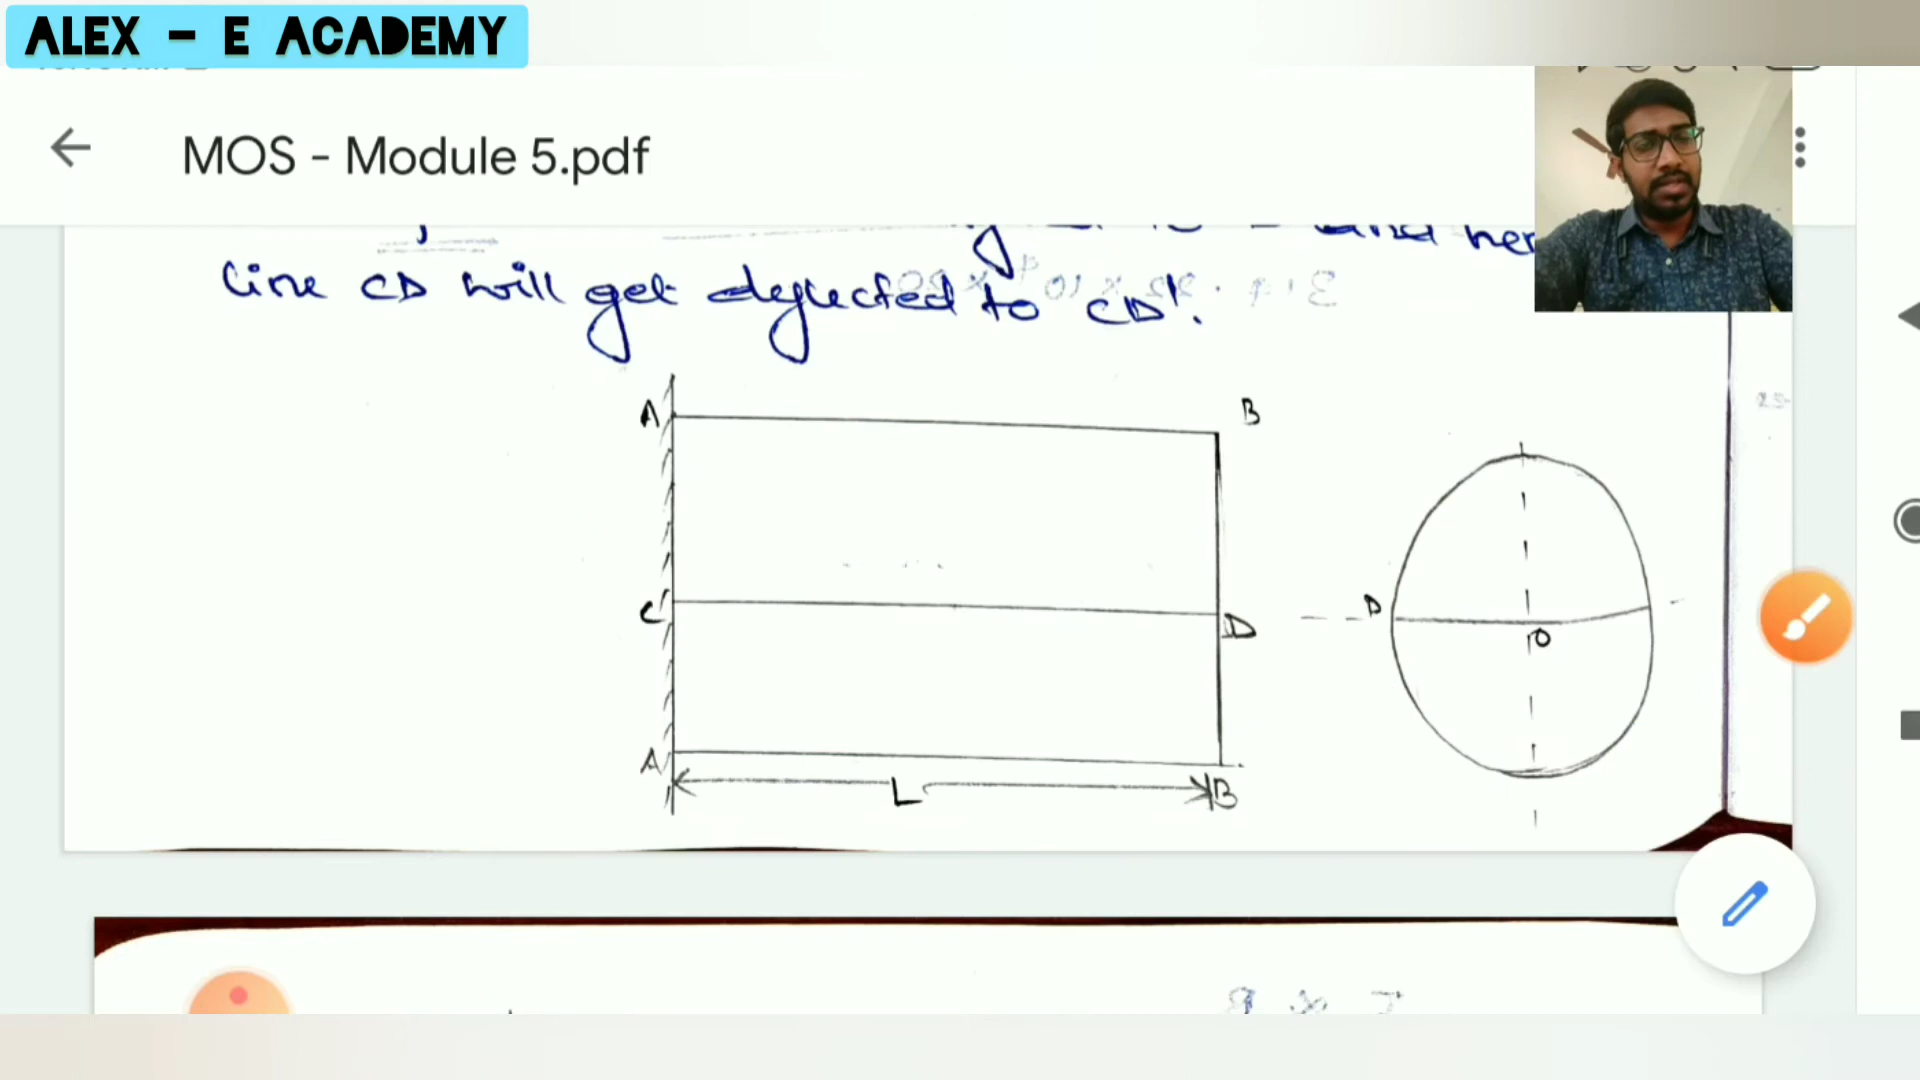 ALEX - E ACADEMY
MOS - Module 5.pdf
line CD will get deflected to CD'.
A
B
C
D
D
O
A
L
B